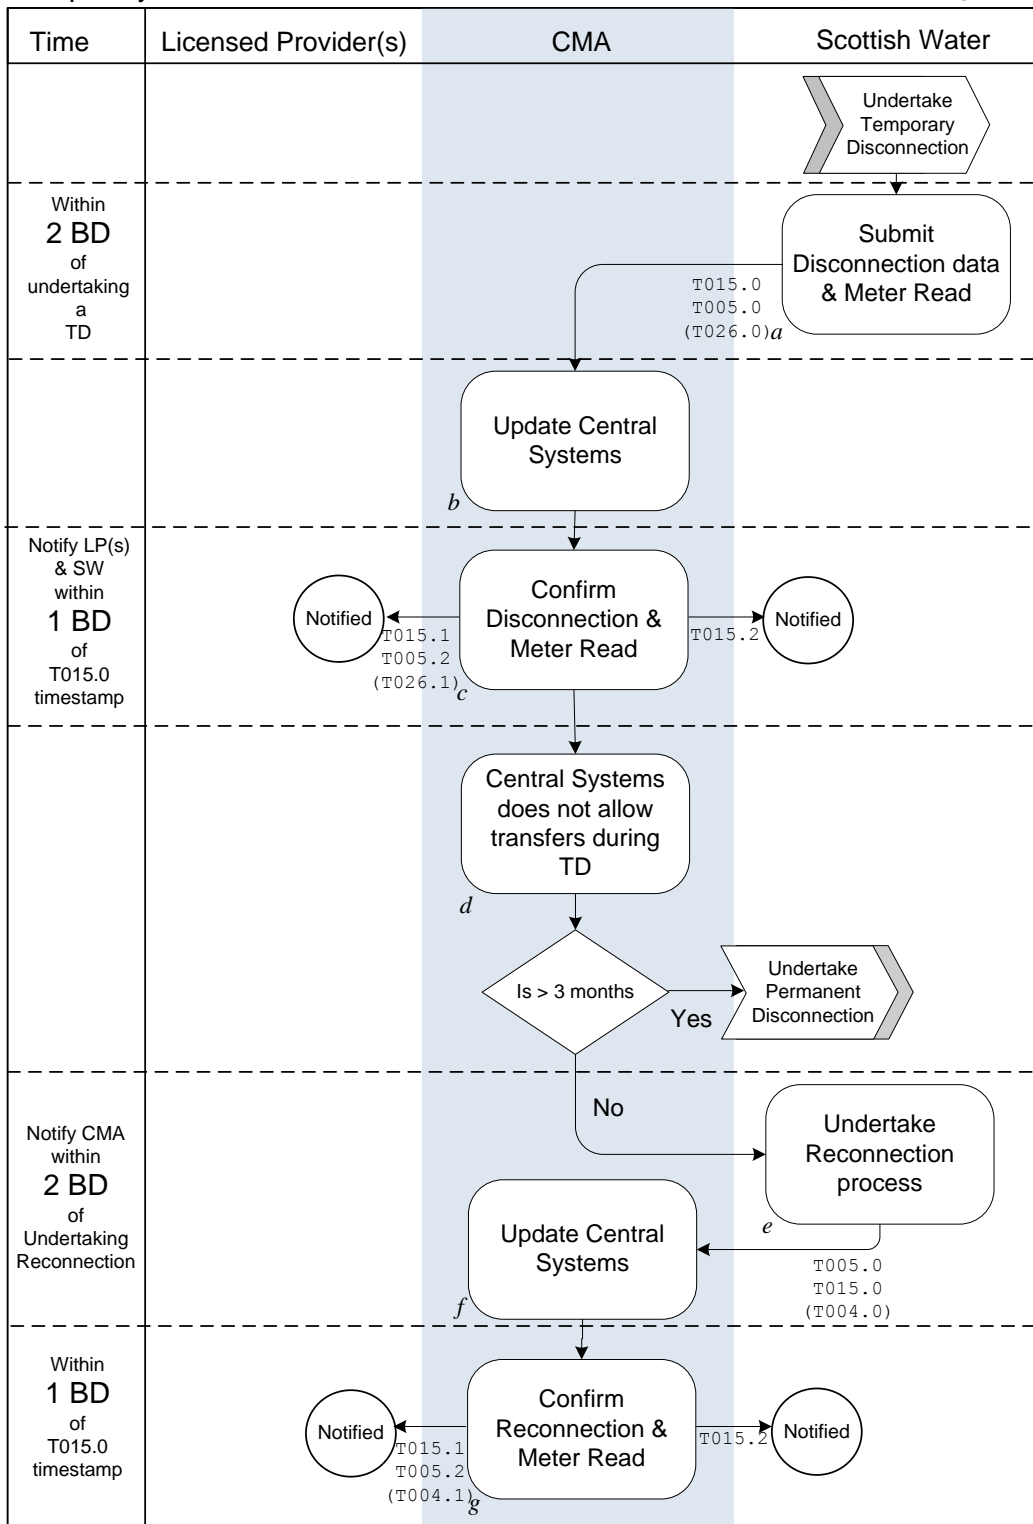 Time
Licensed Provider(s)
CMA
Scottish Water
Undertake
Temporary
Disconnection
Within
2 BD
of
undertaking
a
TD
Submit
Disconnection data
& Meter Read
T015.0
T005.0
(T026.0)a
Update Central
Systems
b
Notify LP(s)
& SW
within
1 BD
of
T015.0
timestamp
Notified
Confirm
Disconnection &
Meter Read
Notified
T015.1
T005.2
(T026.1)
c
T015.2
Central Systems
does not allow
transfers during
TD
d
Is > 3 months
Yes
Undertake
Permanent
Disconnection
No
Notify CMA
within
2 BD
of
Undertaking
Reconnection
Undertake
Reconnection
process
e
Update Central
Systems
f
T005.0
T015.0
(T004.0)
Within
1 BD
of
T015.0
timestamp
Notified
Confirm
Reconnection &
Meter Read
Notified
T015.1
T005.2
(T004.1)
g
T015.2